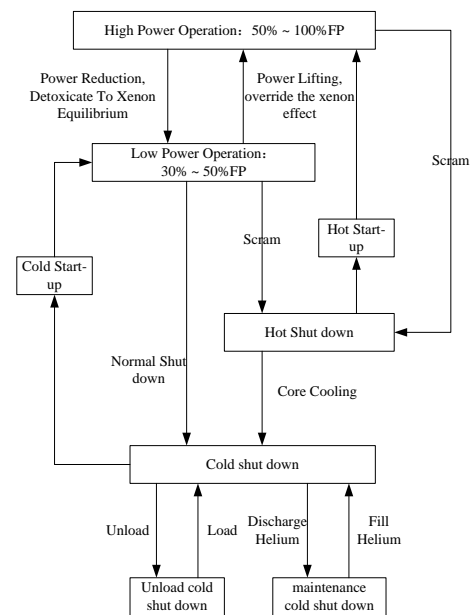 High Power Operation：50% ~ 100%FP
Power Reduction,
Detoxicate To Xenon
Equilibrium
Power Lifting,
override the xenon
effect
Low Power Operation：
30% ~ 50%FP
Scram
Scram
Hot Start-
up
Cold Start-
up
Hot Shut down
Normal Shut
down
Core Cooling
Cold shut down
Unload
Load
Discharge
Helium
Fill
Helium
Unload cold
shut down
maintenance
cold shut down